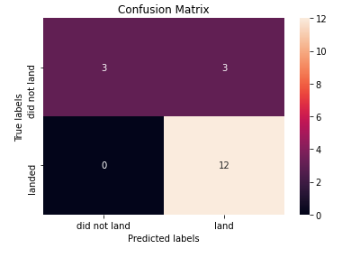 Confusion Matrix
True labels
did not land
landed
3
3
0
12
did not land
land
Predicted labels
12
10
8
6
4
2
0